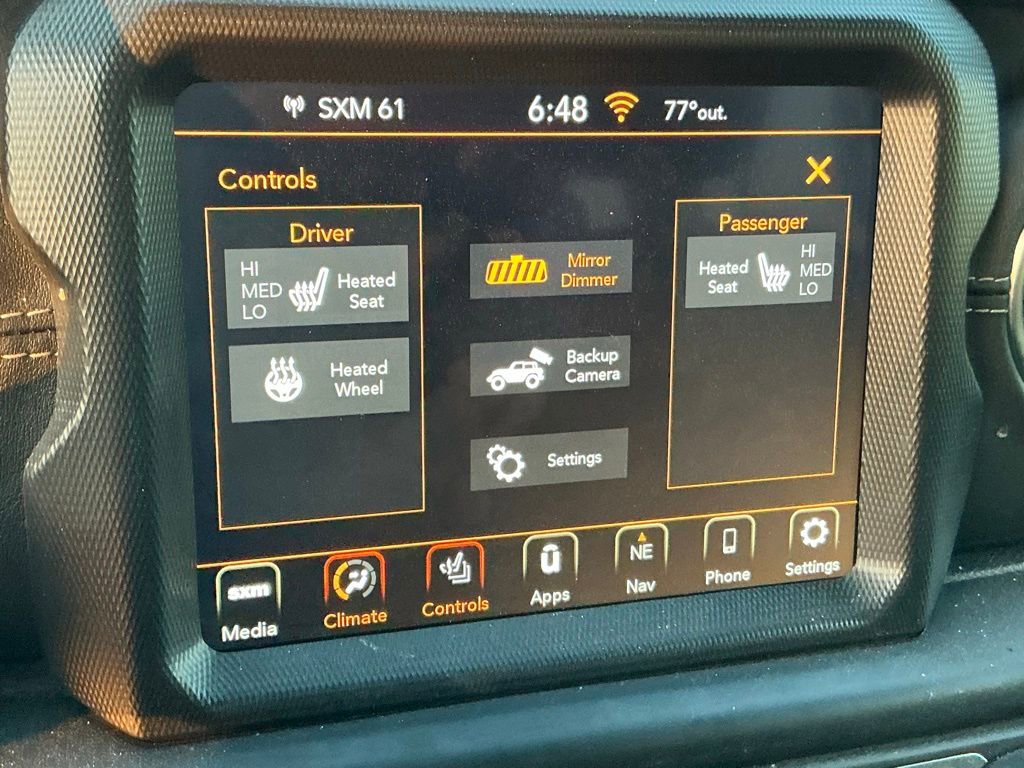 SXM 61
6:48
77°out.
Controls
X
Driver
HI
MED
LO
Heated
Seat
Heated
Wheel
Mirror
Dimmer
Backup
Camera
Settings
Passenger
Heated
Seat
HI
MED
LO
sxm
Media
Climate
Controls
ū
Apps
NE
Nav
Phone
Settings